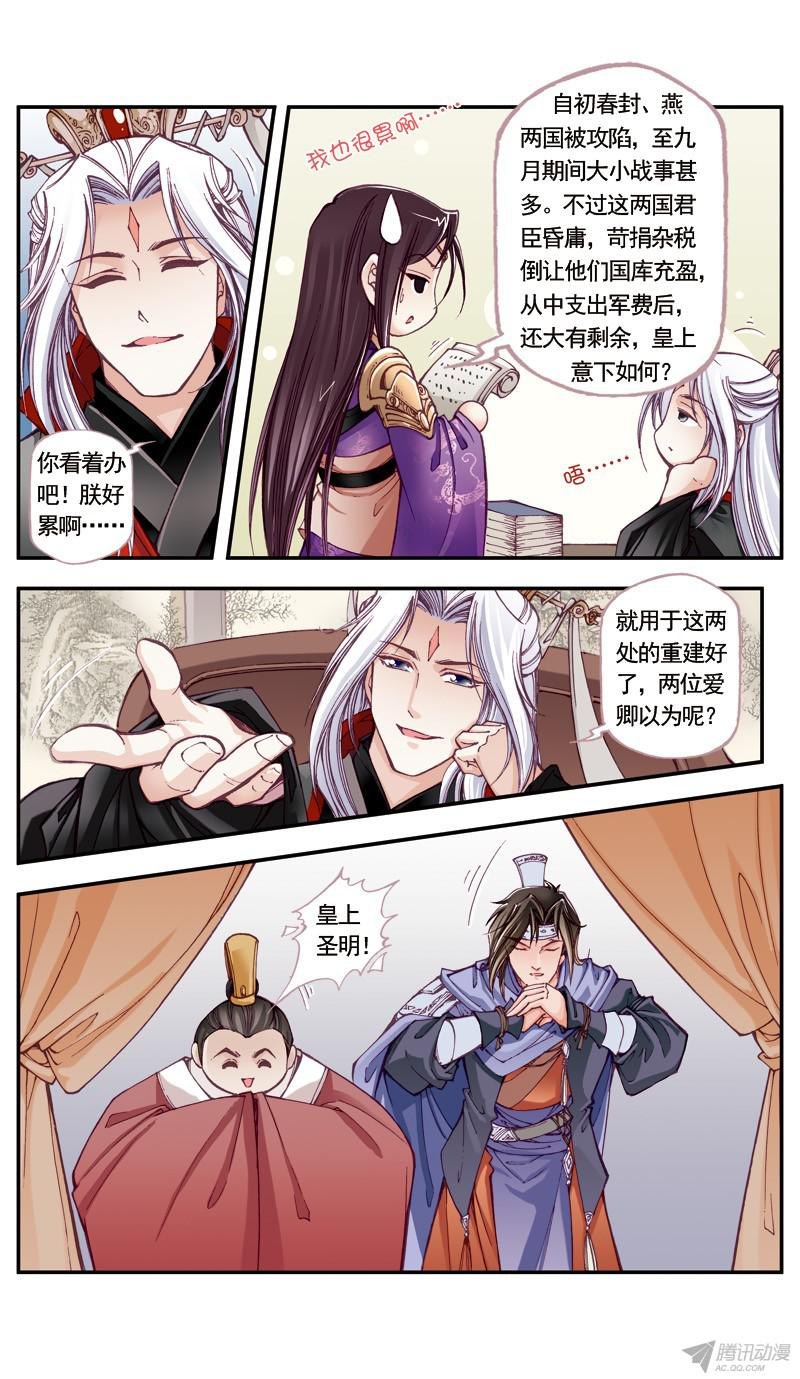 你看着办
吧！朕好
累啊……
我也很累啊……
自初春封、燕
两国被攻陷，至九
月期间大小战事甚
多。不过这两国君
臣昏庸，苛捐杂税
倒让他们国库充盈，
从中支出军费后，
还大有剩余，皇上
意下如何？
唔……
就用于这两
处的重建好
了，两位爱
卿以为呢？
皇上
圣明！
腾讯动漫
AC.QQ.COM